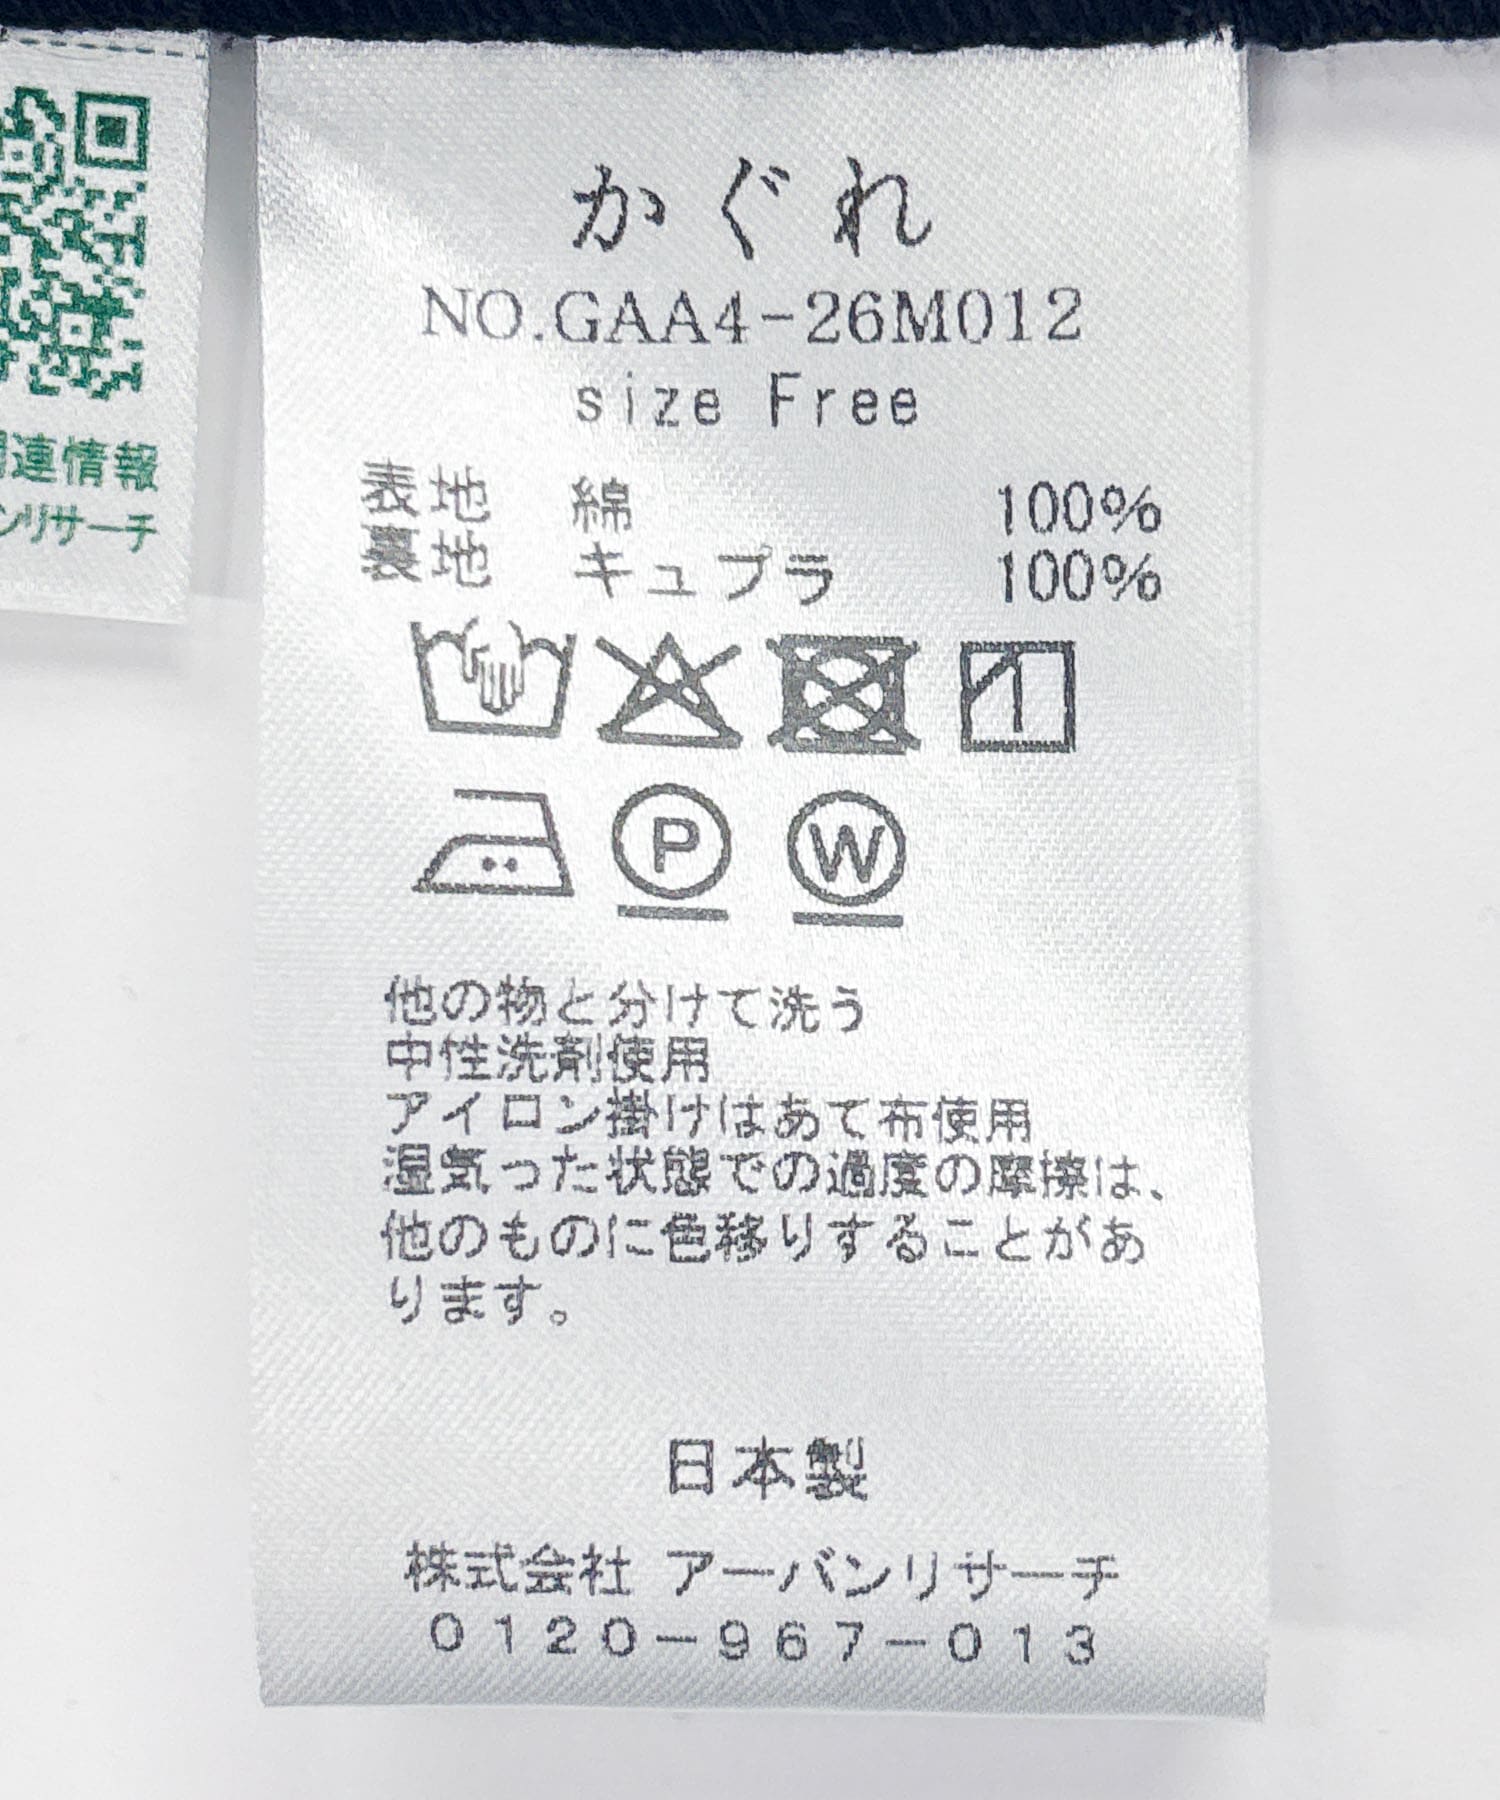 連情報
ンリサーチ
かぐれ
NO.GAA4-26M012
size Free
表地 綿 100%
裏地 キュプラ 100%
P W
他の物と分けて洗う
中性洗剤使用
アイロン掛けはあて布使用
湿気った状態での過度の摩擦は、
他のものに色移りすることがあ
ります。
日本製
株式会社 アーバンリサーチ
0120-967-013